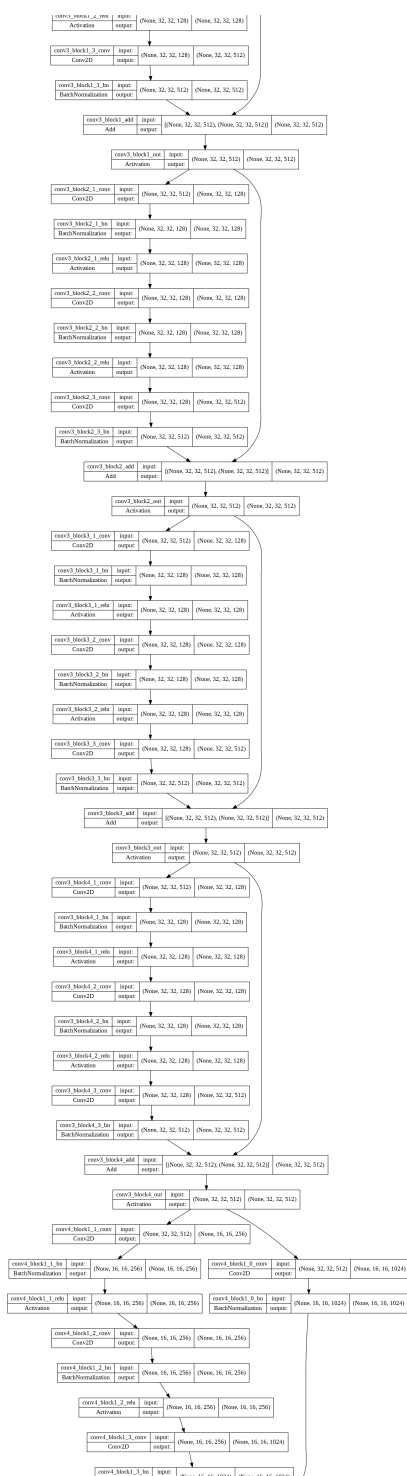 conv3_block1_2_relu input: (None, 32, 32, 128) (None, 32, 32, 128)
Activation output:
conv3_block1_3_conv input: (None, 32, 32, 128) (None, 32, 32, 512)
Conv2D output:
conv3_block1_3_bn input: (None, 32, 32, 512) (None, 32, 32, 512)
BatchNormalization output:
conv3_block1_add input: [(None, 32, 32, 512), (None, 32, 32, 512)] (None, 32, 32, 512)
Add output:
conv3_block1_out input: (None, 32, 32, 512) (None, 32, 32, 512)
Activation output:
conv3_block2_1_conv input: (None, 32, 32, 512) (None, 32, 32, 128)
Conv2D output:
conv3_block2_1_bn input: (None, 32, 32, 128) (None, 32, 32, 128)
BatchNormalization output:
conv3_block2_1_relu input: (None, 32, 32, 128) (None, 32, 32, 128)
Activation output:
conv3_block2_2_conv input: (None, 32, 32, 128) (None, 32, 32, 128)
Conv2D output:
conv3_block2_2_bn input: (None, 32, 32, 128) (None, 32, 32, 128)
BatchNormalization output:
conv3_block2_2_relu input: (None, 32, 32, 128) (None, 32, 32, 128)
Activation output:
conv3_block2_3_conv input: (None, 32, 32, 128) (None, 32, 32, 512)
Conv2D output:
conv3_block2_3_bn input: (None, 32, 32, 512) (None, 32, 32, 512)
BatchNormalization output:
conv3_block2_add input: [(None, 32, 32, 512), (None, 32, 32, 512)] (None, 32, 32, 512)
Add output:
conv3_block2_out input: (None, 32, 32, 512) (None, 32, 32, 512)
Activation output:
conv3_block3_1_conv input: (None, 32, 32, 512) (None, 32, 32, 128)
Conv2D output:
conv3_block3_1_bn input: (None, 32, 32, 128) (None, 32, 32, 128)
BatchNormalization output:
conv3_block3_1_relu input: (None, 32, 32, 128) (None, 32, 32, 128)
Activation output:
conv3_block3_2_conv input: (None, 32, 32, 128) (None, 32, 32, 128)
Conv2D output:
conv3_block3_2_bn input: (None, 32, 32, 128) (None, 32, 32, 128)
BatchNormalization output:
conv3_block3_2_relu input: (None, 32, 32, 128) (None, 32, 32, 128)
Activation output:
conv3_block3_3_conv input: (None, 32, 32, 128) (None, 32, 32, 512)
Conv2D output:
conv3_block3_3_bn input: (None, 32, 32, 512) (None, 32, 32, 512)
BatchNormalization output:
conv3_block3_add input: [(None, 32, 32, 512), (None, 32, 32, 512)] (None, 32, 32, 512)
Add output:
conv3_block3_out input: (None, 32, 32, 512) (None, 32, 32, 512)
Activation output:
conv3_block4_1_conv input: (None, 32, 32, 512) (None, 32, 32, 128)
Conv2D output:
conv3_block4_1_bn input: (None, 32, 32, 128) (None, 32, 32, 128)
BatchNormalization output:
conv3_block4_1_relu input: (None, 32, 32, 128) (None, 32, 32, 128)
Activation output:
conv3_block4_2_conv input: (None, 32, 32, 128) (None, 32, 32, 128)
Conv2D output:
conv3_block4_2_bn input: (None, 32, 32, 128) (None, 32, 32, 128)
BatchNormalization output:
conv3_block4_2_relu input: (None, 32, 32, 128) (None, 32, 32, 128)
Activation output:
conv3_block4_3_conv input: (None, 32, 32, 128) (None, 32, 32, 512)
Conv2D output:
conv3_block4_3_bn input: (None, 32, 32, 512) (None, 32, 32, 512)
BatchNormalization output:
conv3_block4_add input: [(None, 32, 32, 512), (None, 32, 32, 512)] (None, 32, 32, 512)
Add output:
conv3_block4_out input: (None, 32, 32, 512) (None, 32, 32, 512)
Activation output:
conv4_block1_1_conv input: (None, 32, 32, 512) (None, 16, 16, 256)
Conv2D output:
conv4_block1_1_bn input: (None, 16, 16, 256) (None, 16, 16, 256)
BatchNormalization output:
conv4_block1_0_conv input: (None, 32, 32, 512) (None, 16, 16, 1024)
Conv2D output:
conv4_block1_1_relu input: (None, 16, 16, 256) (None, 16, 16, 256)
Activation output:
conv4_block1_0_bn input: (None, 16, 16, 1024) (None, 16, 16, 1024)
BatchNormalization output:
conv4_block1_2_conv input: (None, 16, 16, 256) (None, 16, 16, 256)
Conv2D output:
conv4_block1_2_bn input: (None, 16, 16, 256) (None, 16, 16, 256)
BatchNormalization output:
conv4_block1_2_relu input: (None, 16, 16, 256) (None, 16, 16, 256)
Activation output:
conv4_block1_3_conv input: (None, 16, 16, 256) (None, 16, 16, 1024)
Conv2D output:
conv4_block1_3_bn input: (None, 16, 16, 1024) (None, 16, 16, 1024)